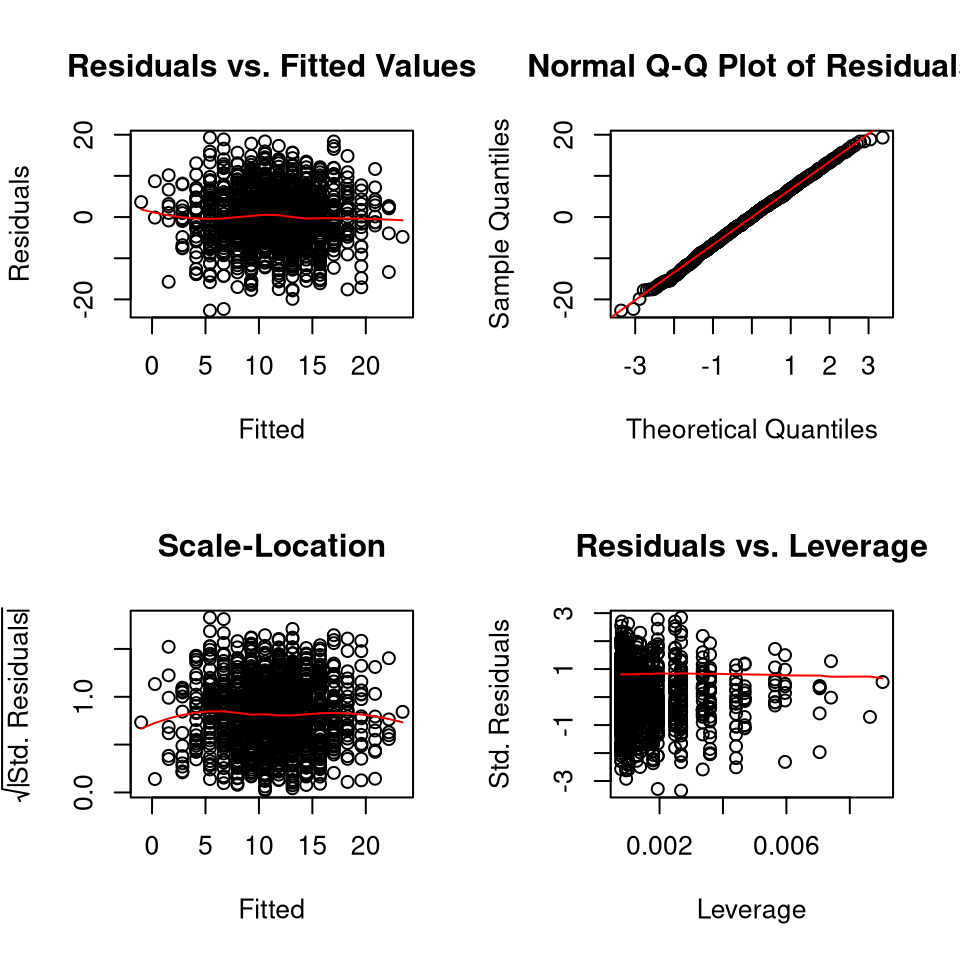 Residuals vs. Fitted Values
Residuals
20
0
-20
0 5 10 15 20
Fitted
Normal Q-Q Plot of Residuals
Sample Quantiles
20
0
-20
-3 -1 1 2 3
Theoretical Quantiles
Scale-Location
√|Std. Residuals|
1.0
0.0
0 5 10 15 20
Fitted
Residuals vs. Leverage
Std. Residuals
3
1
-1
-3
0.002 0.006
Leverage